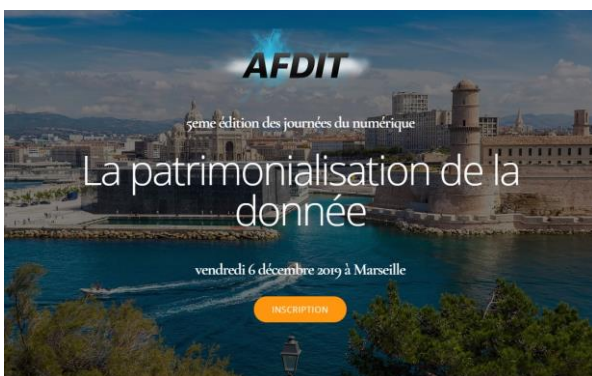 AFDIT
5eme édition des journées du numérique
La patrimonialisation de la
donnée
vendredi 6 décembre 2019 à Marseille
INSCRIPTION